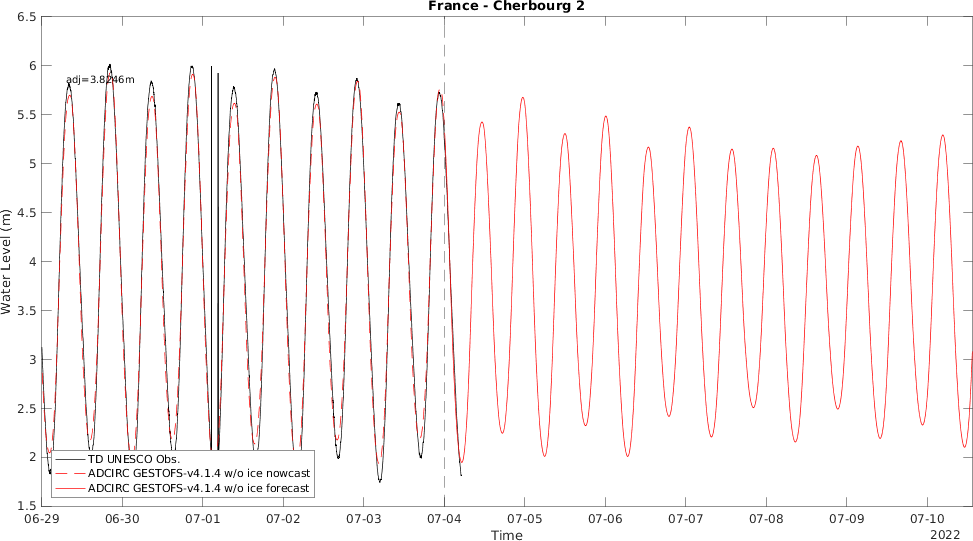 France - Cherbourg 2
6.5
6
adj=3.8246m
5.5
5
4.5
4
3.5
3
2.5
2
1.5
Water Level (m)
TD UNESCO Obs.
ADCIRC GESTOFS-v4.1.4 w/o ice nowcast
ADCIRC GESTOFS-v4.1.4 w/o ice forecast
06-29 06-30 07-01 07-02 07-03 07-04 07-05 07-06 07-07 07-08 07-09 07-10
Time
2022